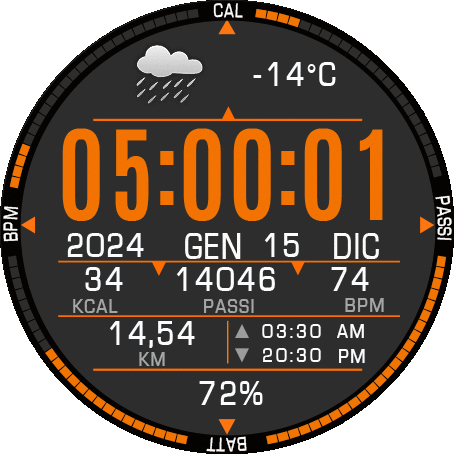 CAL
-14°C
05:00:01
BPM
PASSI
2024 GEN 15 DIC
34 14046 74
KCAL PASSI BPM
14,54 03:30 AM
KM 20:30 PM
72%
BATT